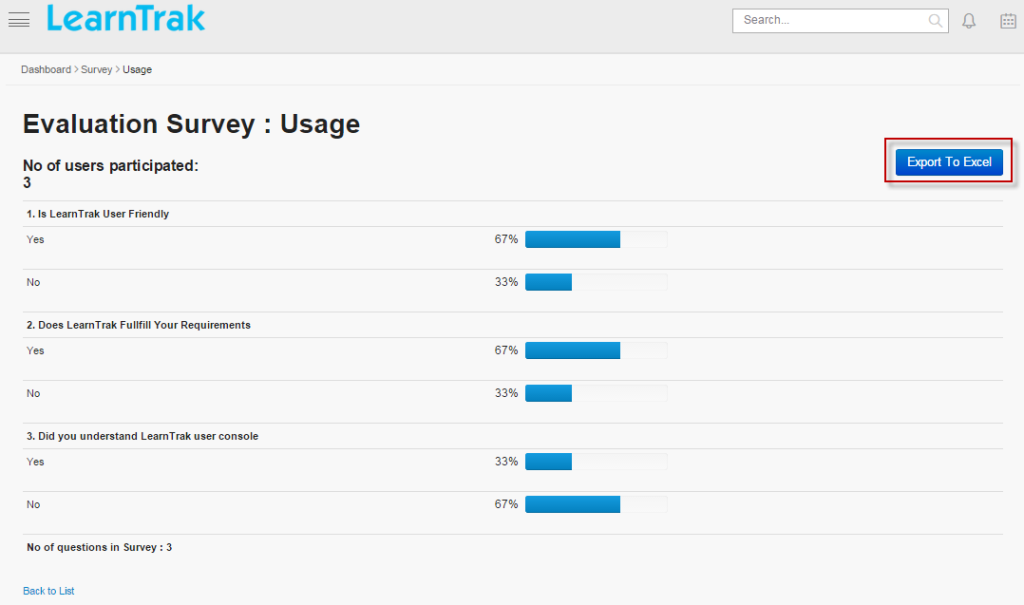 LearnTrak
Search...
Dashboard > Survey > Usage
Evaluation Survey : Usage
No of users participated:
3
Export To Excel
1. Is LearnTrak User Friendly
Yes 67%
No 33%
2. Does LearnTrak Fullfill Your Requirements
Yes 67%
No 33%
3. Did you understand LearnTrak user console
Yes 33%
No 67%
No of questions in Survey : 3
Back to List